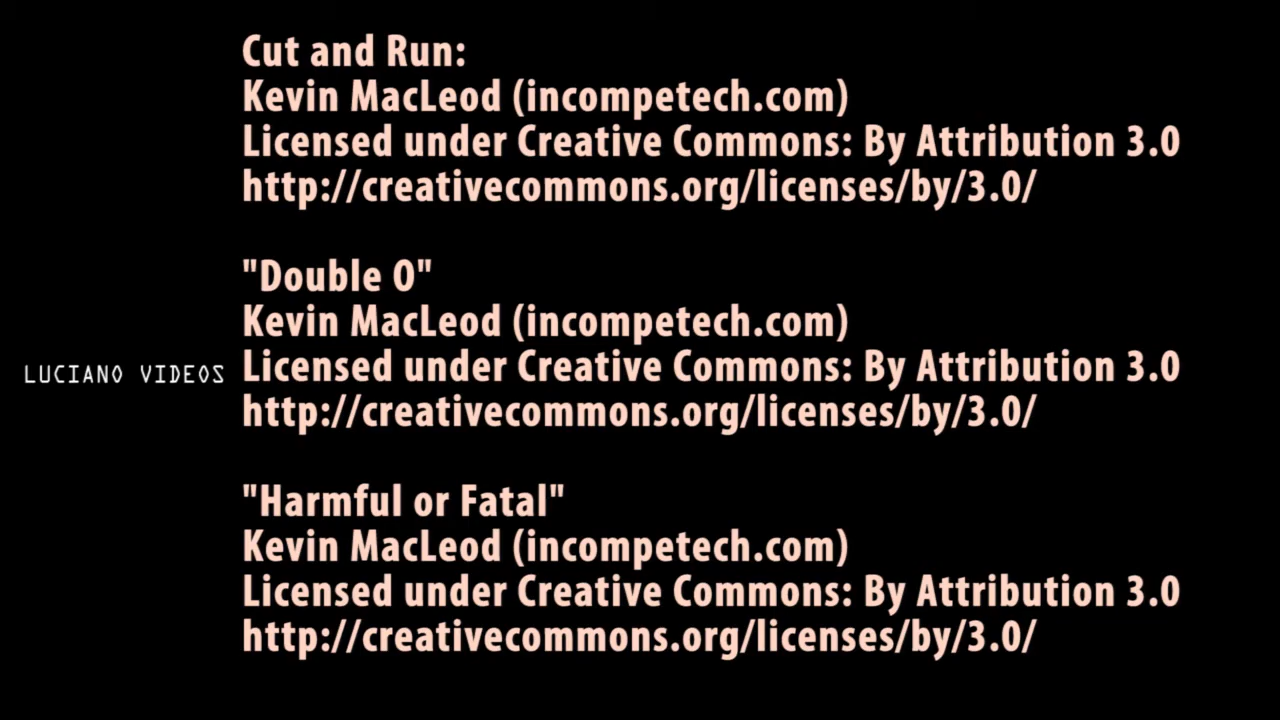 Cut and Run:
Kevin MacLeod (incompetech.com)
Licensed under Creative Commons: By Attribution 3.0
http://creativecommons.org/licenses/by/3.0/
"Double O"
Kevin MacLeod (incompetech.com)
LUCIANO VIDEOS
Licensed under Creative Commons: By Attribution 3.0
http://creativecommons.org/licenses/by/3.0/
"Harmful or Fatal"
Kevin MacLeod (incompetech.com)
Licensed under Creative Commons: By Attribution 3.0
http://creativecommons.org/licenses/by/3.0/